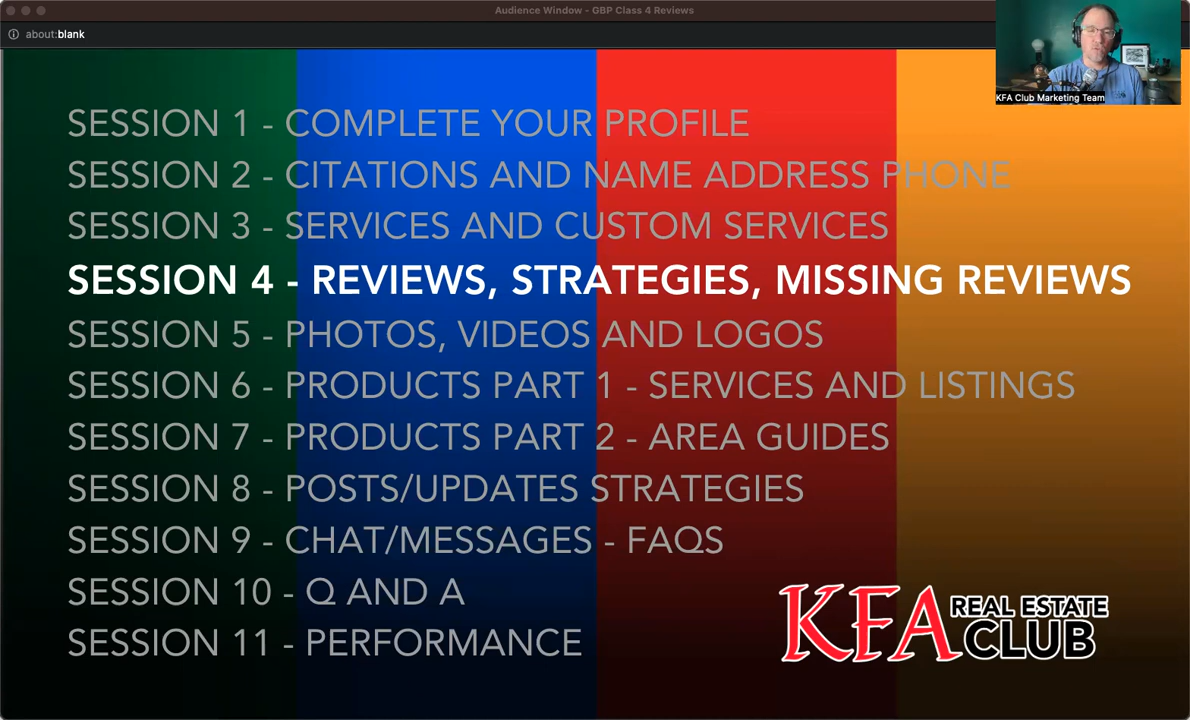 Audience Window - GBP Class 4 Reviews
about:blank
KFA Club Marketing Team
SESSION 1 - COMPLETE YOUR PROFILE
SESSION 2 - CITATIONS AND NAME ADDRESS PHONE
SESSION 3 - SERVICES AND CUSTOM SERVICES
SESSION 4 - REVIEWS, STRATEGIES, MISSING REVIEWS
SESSION 5 - PHOTOS, VIDEOS AND LOGOS
SESSION 6 - PRODUCTS PART 1 - SERVICES AND LISTINGS
SESSION 7 - PRODUCTS PART 2 - AREA GUIDES
SESSION 8 - POSTS/UPDATES STRATEGIES
SESSION 9 - CHAT/MESSAGES - FAQS
SESSION 10 - Q AND A
SESSION 11 - PERFORMANCE
KFA REAL ESTATE
CLUB